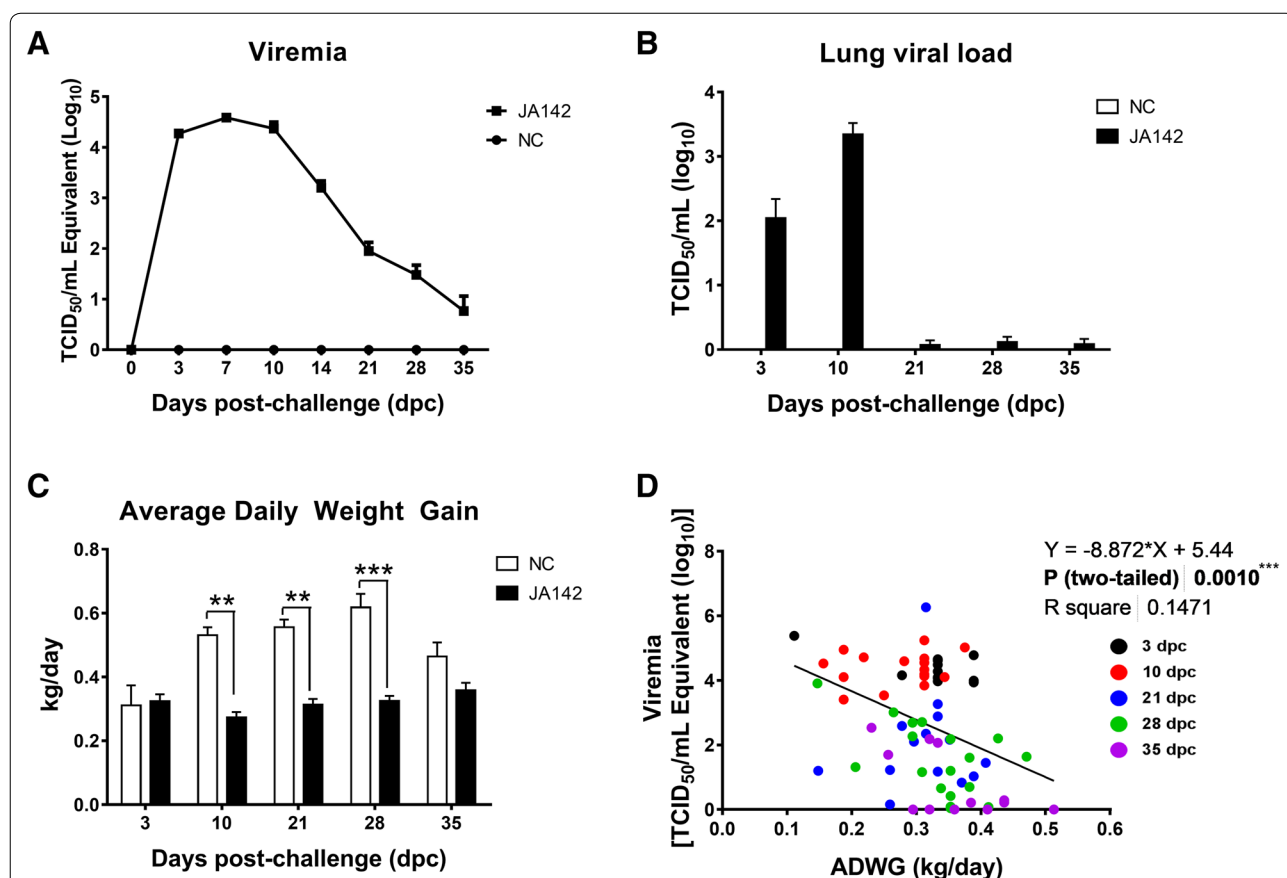 A
Viremia
TCID50/mL Equivalent (Log10)
5
4
3
2
1
0
0 3 7 10 14 21 28 35
Days post-challenge (dpc)
JA142
NC
B
Lung viral load
TCID50/mL (log10)
4
3
2
1
0
3 10 21 28 35
Days post-challenge (dpc)
NC
JA142
C
Average Daily Weight Gain
kg/day
0.8
0.6
0.4
0.2
0.0
** ** ***
3 10 21 28 35
Days post-challenge (dpc)
NC
JA142
D
Viremia
[TCID50/mL Equivalent (log10)]
8
6
4
2
0
0.0 0.1 0.2 0.3 0.4 0.5 0.6
ADWG (kg/day)
Y = -8.872*X + 5.44
P (two-tailed) 0.0010***
R square 0.1471
3 dpc
10 dpc
21 dpc
28 dpc
35 dpc